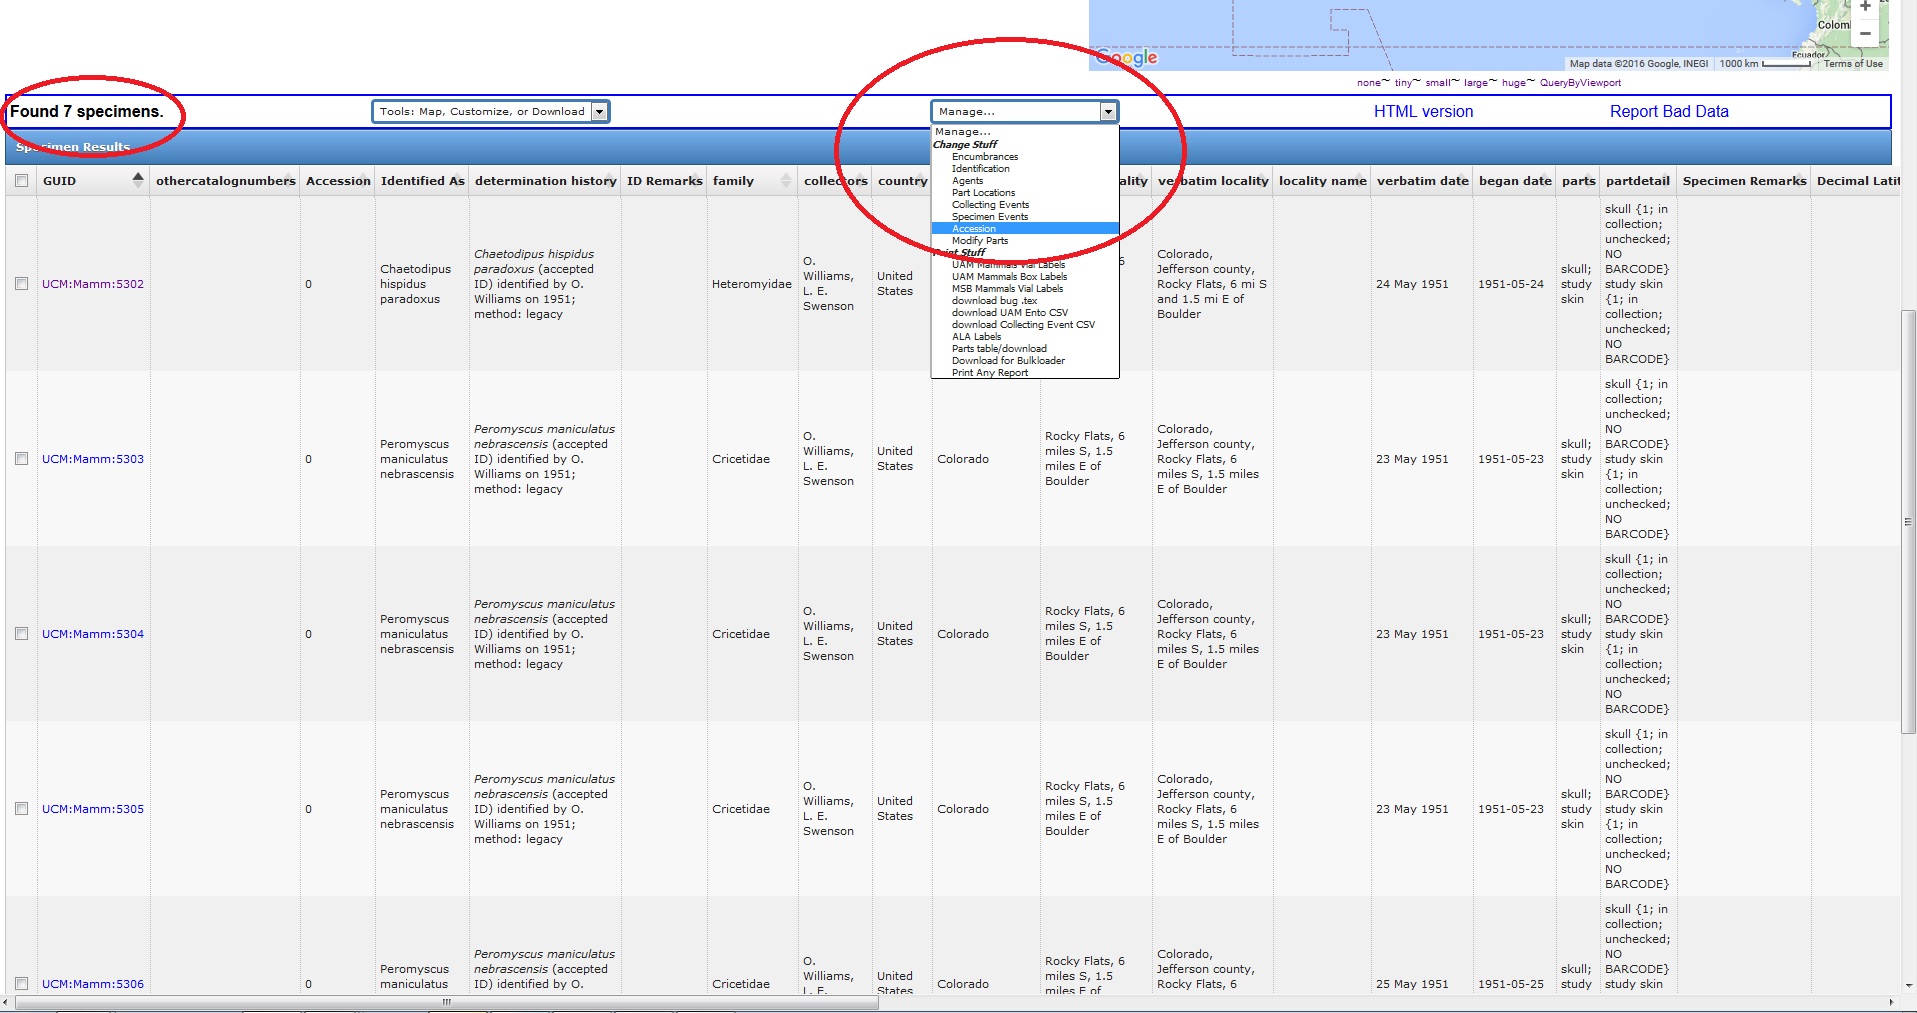 Colom
Ecuador
Google
Map data ©2016 Google, INEGI
1000 km
Terms of Use
none~ tiny~ small~ large~ huge~ QueryByViewport
Found 7 specimens.
Tools: Map, Customize, or Download
Manage...
HTML version
Report Bad Data
Specimen Results
Manage...
Change Stuff
Encumbrances
Identification
Agents
Part Locations
Collecting Events
Specimen Events
Accession
Modify Parts
Print Stuff
UAM Mammals Vial Labels
UAM Mammals Box Labels
MSB Mammals Vial Labels
download bug .tex
download UAM Ento CSV
download Collecting Event CSV
ALA Labels
Parts table/download
Download for Bulkloader
Print Any Report
GUID
othercatalognumbers
Accession
Identified As
determination history
ID Remarks
family
collectors
country
ality
verbatim locality
locality name
verbatim date
began date
parts
partdetail
Specimen Remarks
Decimal Latit
UCM:Mamm:5302
0
Chaetodipus
hispidus
paradoxus
Chaetodipus hispidus
paradoxus (accepted
ID) identified by O.
Williams on 1951;
method: legacy
Heteromyidae
O.
Williams,
L. E.
Swenson
United
States
6
Colorado,
Jefferson county,
Rocky Flats, 6 mi S
and 1.5 mi E of
Boulder
24 May 1951
1951-05-24
skull;
study
skin
skull {1; in
collection;
unchecked;
NO
BARCODE}
study skin
{1; in
collection;
unchecked;
NO
BARCODE}
UCM:Mamm:5303
0
Peromyscus
maniculatus
nebrascensis
Peromyscus maniculatus
nebrascensis (accepted
ID) identified by O.
Williams on 1951;
method: legacy
Cricetidae
O.
Williams,
L. E.
Swenson
United
States
Colorado
Rocky Flats, 6
miles S, 1.5
miles E of
Boulder
Colorado,
Jefferson county,
Rocky Flats, 6
miles S, 1.5 miles
E of Boulder
23 May 1951
1951-05-23
skull;
study
skin
skull {1; in
collection;
unchecked;
NO
BARCODE}
study skin
{1; in
collection;
unchecked;
NO
BARCODE}
UCM:Mamm:5304
0
Peromyscus
maniculatus
nebrascensis
Peromyscus maniculatus
nebrascensis (accepted
ID) identified by O.
Williams on 1951;
method: legacy
Cricetidae
O.
Williams,
L. E.
Swenson
United
States
Colorado
Rocky Flats, 6
miles S, 1.5
miles E of
Boulder
Colorado,
Jefferson county,
Rocky Flats, 6
miles S, 1.5 miles
E of Boulder
23 May 1951
1951-05-23
skull;
study
skin
skull {1; in
collection;
unchecked;
NO
BARCODE}
study skin
{1; in
collection;
unchecked;
NO
BARCODE}
UCM:Mamm:5305
0
Peromyscus
maniculatus
nebrascensis
Peromyscus maniculatus
nebrascensis (accepted
ID) identified by O.
Williams on 1951;
method: legacy
Cricetidae
O.
Williams,
L. E.
Swenson
United
States
Colorado
Rocky Flats, 6
miles S, 1.5
miles E of
Boulder
Colorado,
Jefferson county,
Rocky Flats, 6
miles S, 1.5 miles
E of Boulder
23 May 1951
1951-05-23
skull;
study
skin
skull {1; in
collection;
unchecked;
NO
BARCODE}
study skin
{1; in
collection;
unchecked;
NO
BARCODE}
UCM:Mamm:5306
0
Peromyscus
maniculatus
Peromyscus maniculatus
nebrascensis (accepted
ID) identified by O.
Cricetidae
O.
Williams,
L. E.
United
States
Colorado
Rocky Flats, 6
miles S, 1.5
miles E of
Colorado,
Jefferson county,
Rocky Flats, 6
25 May 1951
1951-05-25
skull;
study
skull {1; in
collection;
unchecked;
NO
BARCODE}
study skin